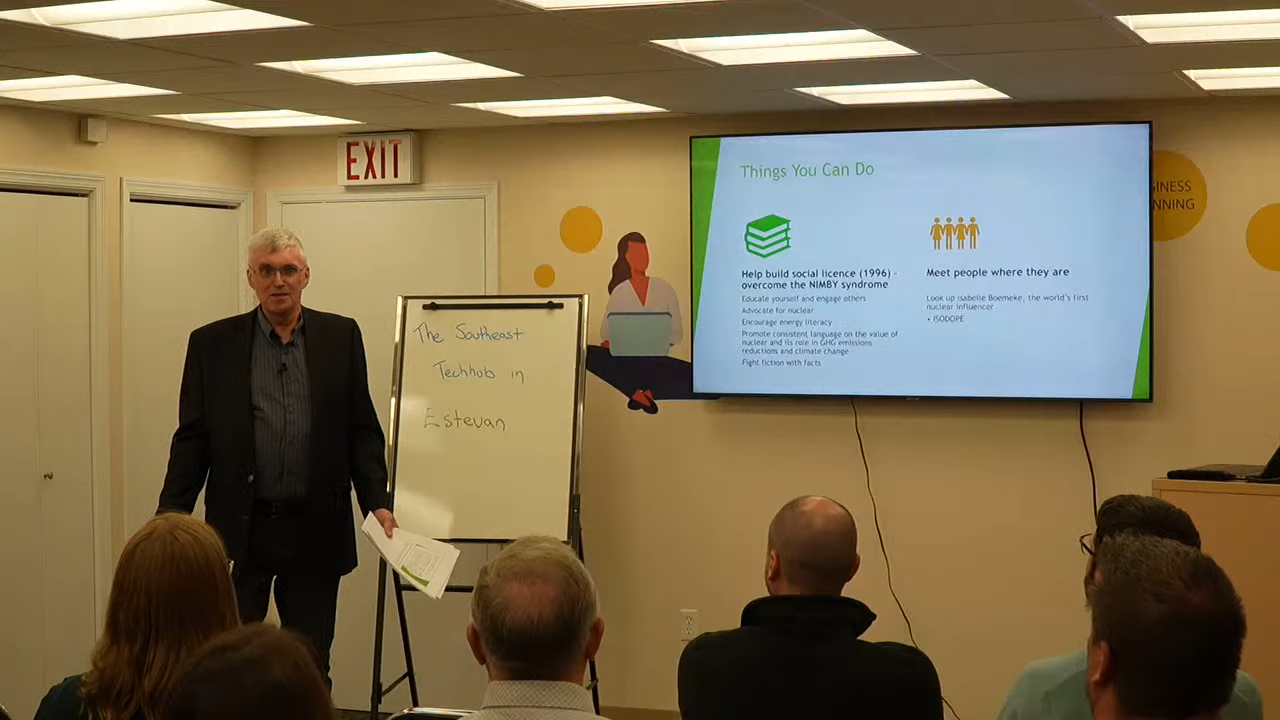 EXIT
The Southeast
Techhub in
Estevan
Things You Can Do
Help build social licence (1996) -
overcome the NIMBY syndrome
Educate yourself and engage others
Advocate for nuclear
Encourage energy literacy
Promote consistent language on the value of
nuclear and its role in GHG emissions
reductions and climate change
Fight fiction with facts
Meet people where they are
Look up Isabelle Boemeke, the world's first
nuclear influencer
• ISODOPE
INESS
NNING